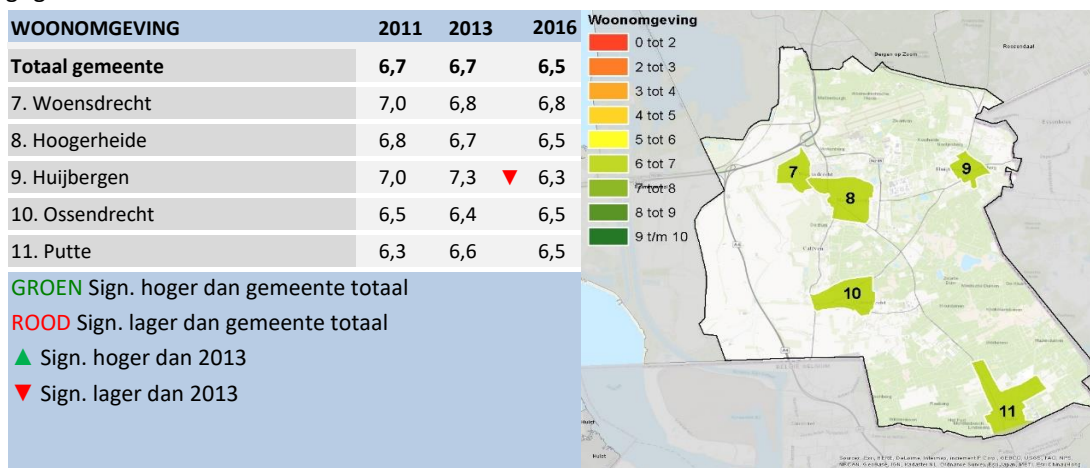 WOONOMGEVING 2011 2013 2016
Totaal gemeente 6,7 6,7 6,5
7. Woensdrecht 7,0 6,8 6,8
8. Hoogerheide 6,8 6,7 6,5
9. Huijbergen 7,0 7,3 ▼ 6,3
10. Ossendrecht 6,5 6,4 6,5
11. Putte 6,3 6,6 6,5
GROEN Sign. hoger dan gemeente totaal
ROOD Sign. lager dan gemeente totaal
▲ Sign. hoger dan 2013
▼ Sign. lager dan 2013
Woonomgeving
0 tot 2
2 tot 3
3 tot 4
4 tot 5
5 tot 6
6 tot 7
7 tot 8
8 tot 9
9 t/m 10
Bergen op Zoom
Roosendaal
7
8
9
10
11
Hulst
Hulst